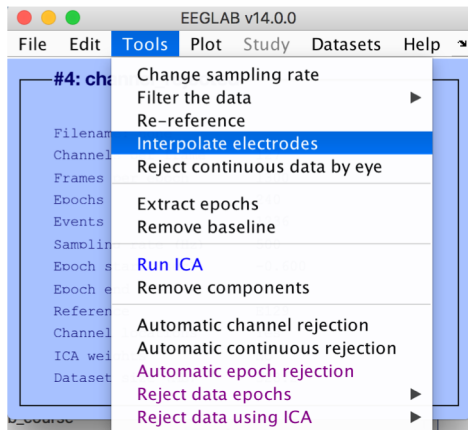 EEGLAB v14.0.0
File Edit Tools Plot Study Datasets Help
#4: cha
Filenam
Channel
Frames
Epochs
Events
Samplin
Epoch s
Epoch e
Referen
Channel
ICA wei
Dataset
Change sampling rate
Filter the data
Re-reference
Interpolate electrodes
Reject continuous data by eye
Extract epochs
Remove baseline
Run ICA
Remove components
Automatic channel rejection
Automatic continuous rejection
Automatic epoch rejection
Reject data epochs
Reject data using ICA